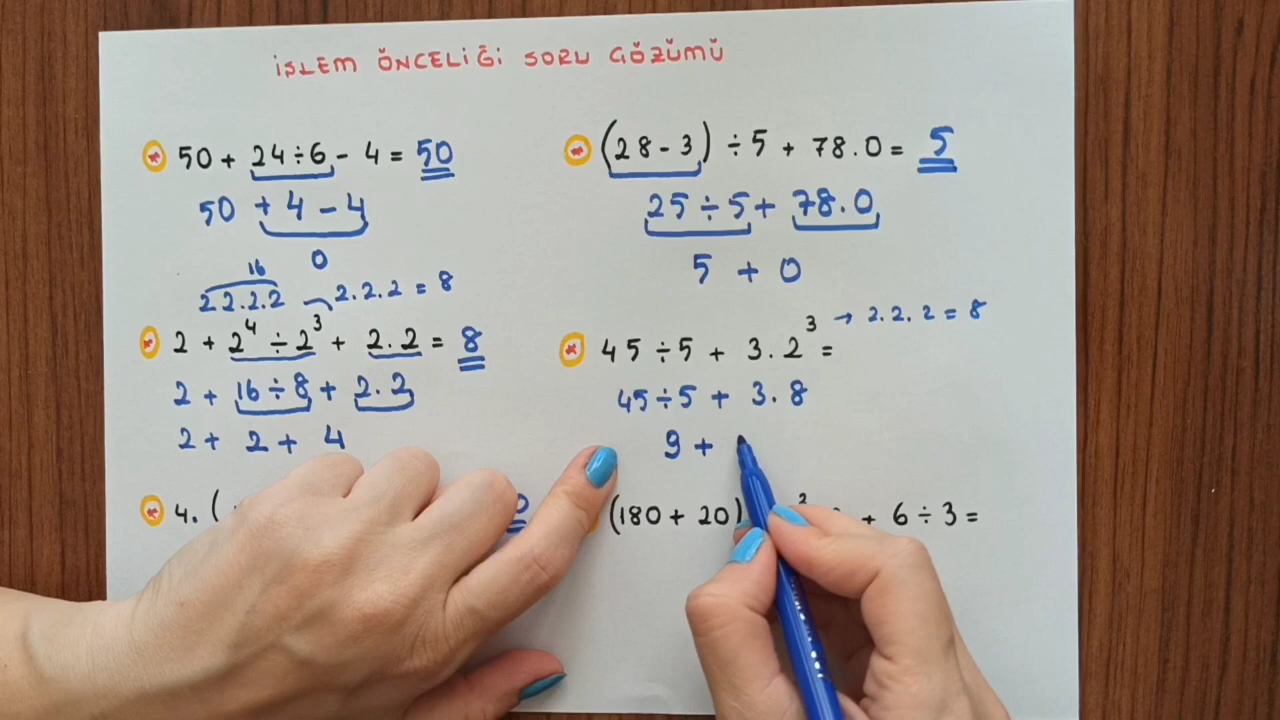 İŞLEM ÖNCELİĞİ SORU ÇÖZÜMÜ
50 + 24 ÷ 6 - 4 = 50
50 + 4 - 4
0
16
2.2.2.2
2.2.2 = 8
2 + 2⁴ ÷ 2³ + 2.2 = 8
2 + 16 ÷ 8 + 2.2
2 + 2 + 4
4. (
(28 - 3) ÷ 5 + 78.0 = 5
25 ÷ 5 + 78.0
5 + 0
45 ÷ 5 + 3.2³ = → 2.2.2 = 8
45 ÷ 5 + 3.8
9 +
(180 + 20) + 6 ÷ 3 =